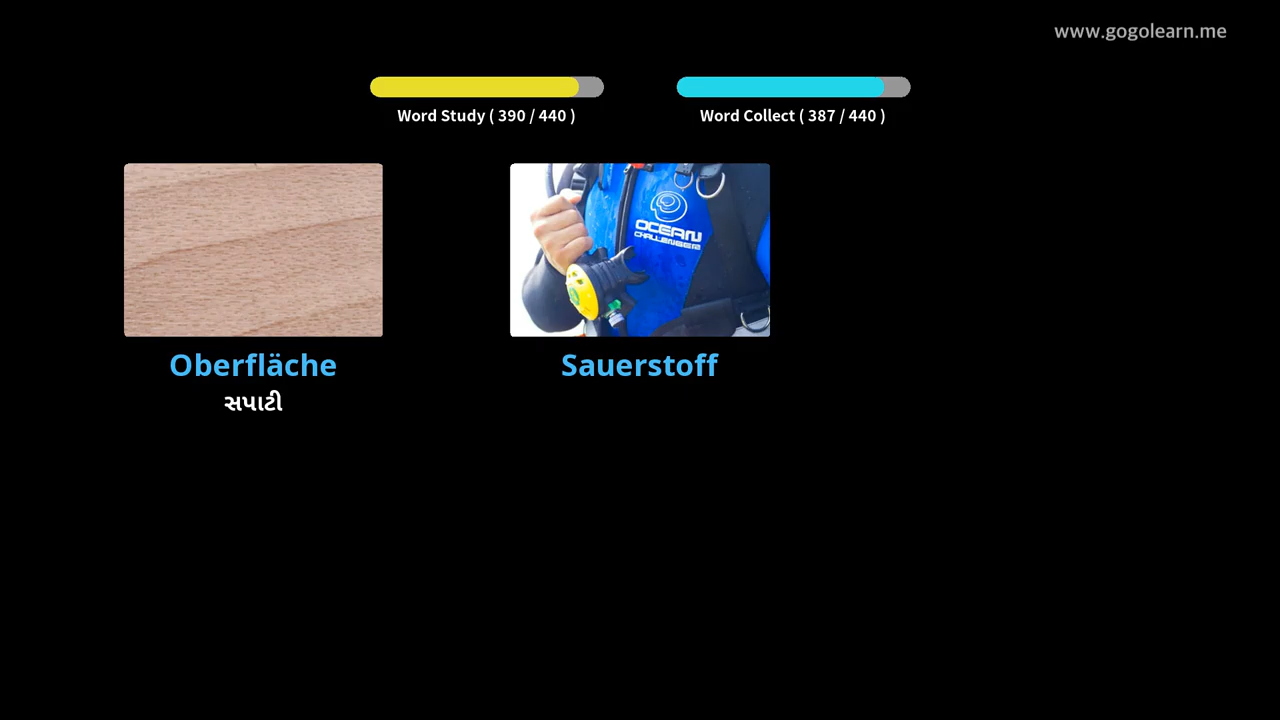 www.gogolearn.me
Word Study ( 390 / 440 )
Word Collect ( 387 / 440 )
OCEAN
CHALLENGER
Oberfläche
સપાટી
Sauerstoff